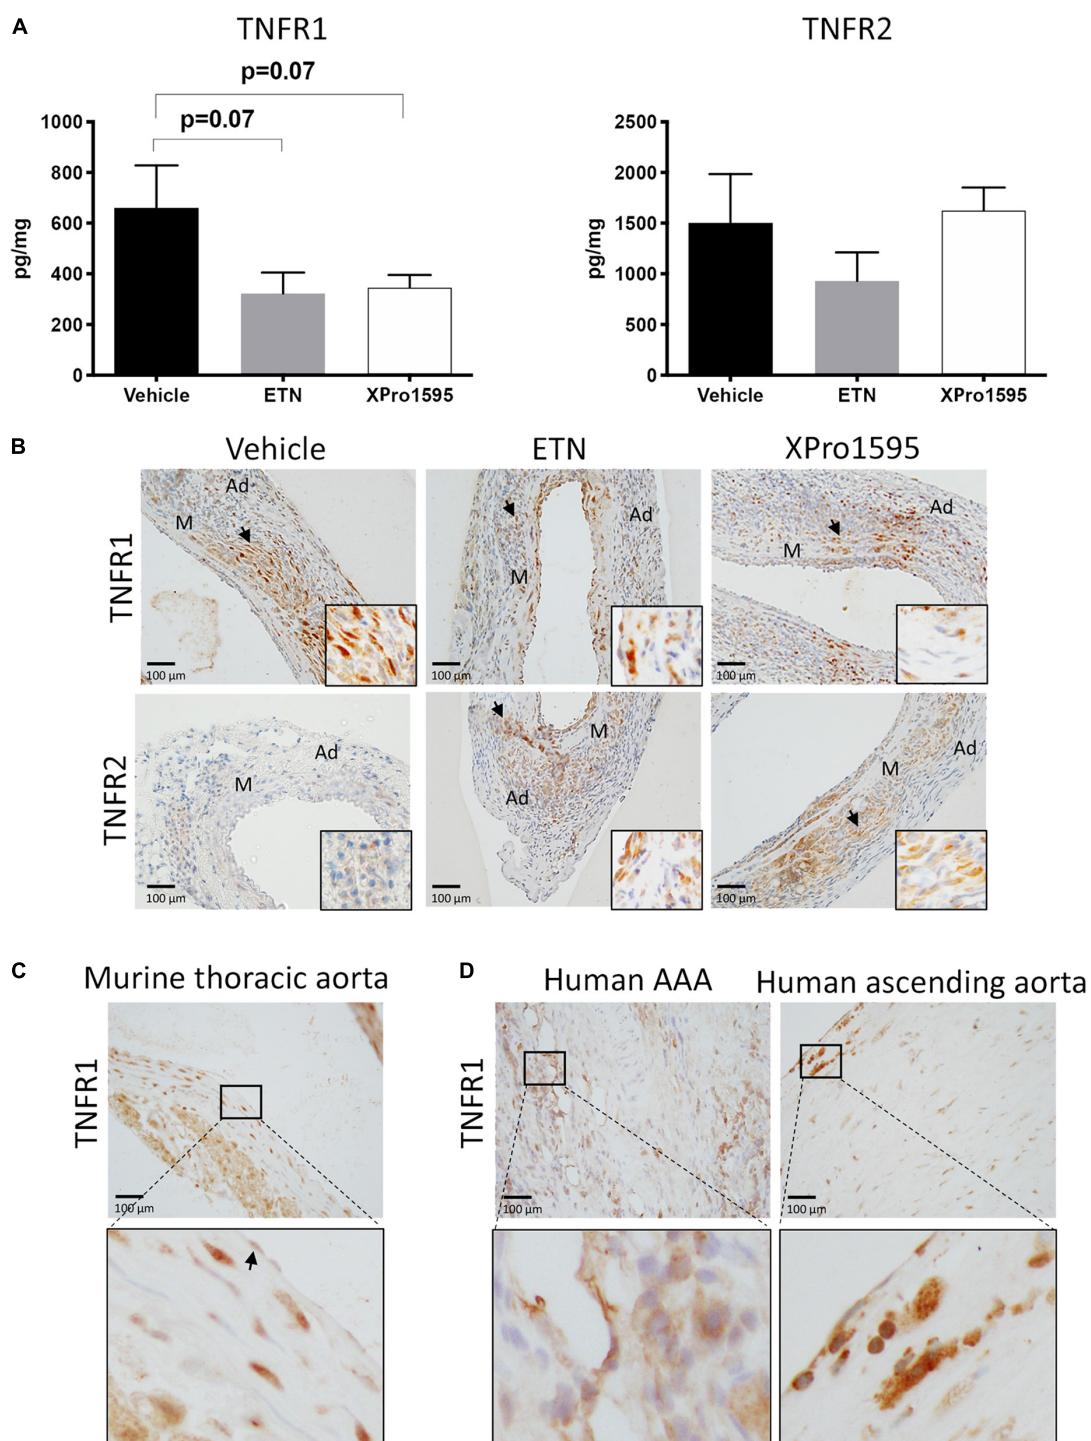 A
TNFR1
TNFR2
p=0.07
p=0.07
1000
800
600
400
200
0
pg/mg
Vehicle
ETN
XPro1595
2500
2000
1500
1000
500
0
pg/mg
Vehicle
ETN
XPro1595
B
Vehicle
ETN
XPro1595
TNFR1
Ad
M
100 µm
Ad
M
100 µm
Ad
M
100 µm
TNFR2
Ad
M
100 µm
M
Ad
100 µm
M
Ad
100 µm
C
Murine thoracic aorta
TNFR1
100 µm
D
Human AAA
Human ascending aorta
TNFR1
100 µm
100 µm